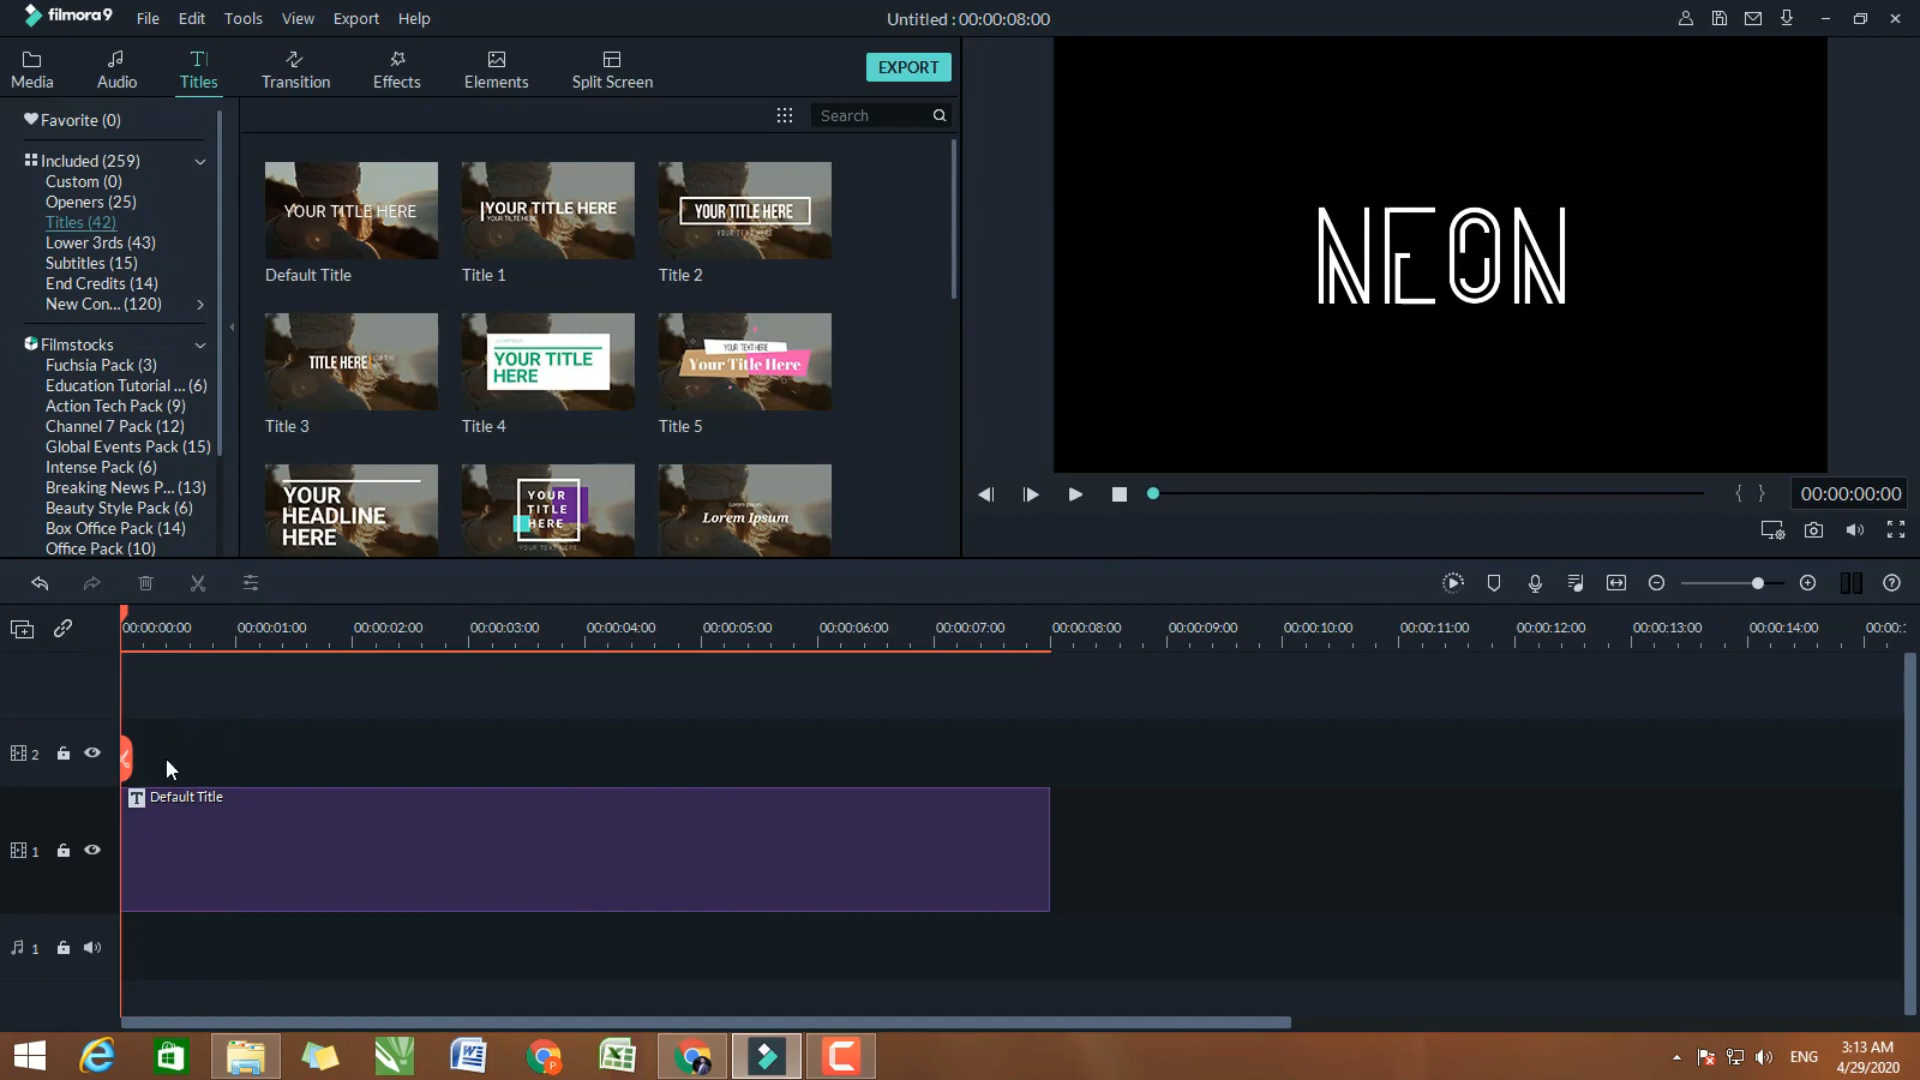 filmora9
File Edit Tools View Export Help
Untitled : 00:00:08:00
Media Audio Titles Transition Effects Elements Split Screen
EXPORT
Favorite (0)
Search
Included (259)
Custom (0)
Openers (25)
Titles (42)
Lower 3rds (43)
Subtitles (15)
End Credits (14)
New Con... (120)
Filmstocks
Fuchsia Pack (3)
Education Tutorial ... (6)
Action Tech Pack (9)
Channel 7 Pack (12)
Global Events Pack (15)
Intense Pack (6)
Breaking News P... (13)
Beauty Style Pack (6)
Box Office Pack (14)
Office Pack (10)
YOUR TITLE HERE
Default Title
YOUR TITLE HERE
Title 1
YOUR TITLE HERE
YOUR TEXT HERE
Title 2
TITLE HERE
Title 3
YOUR TITLE
HERE
Title 4
YOUR TEXT HERE
Your Title Here
Title 5
YOUR
HEADLINE
HERE
YOUR
TITLE
HERE
YOUR TEXT HERE
Lorem Ipsum
NEON
00:00:00:00
00:00:00:00 00:00:01:00 00:00:02:00 00:00:03:00 00:00:04:00 00:00:05:00 00:00:06:00 00:00:07:00 00:00:08:00 00:00:09:00 00:00:10:00 00:00:11:00 00:00:12:00 00:00:13:00 00:00:14:00 00:00:
2
T Default Title
1
1
ENG
3:13 AM
4/29/2020